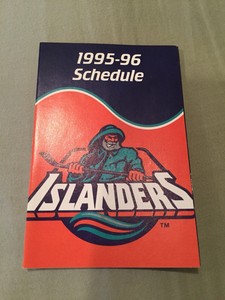 1995-96
Schedule
ISLANDERS
TM